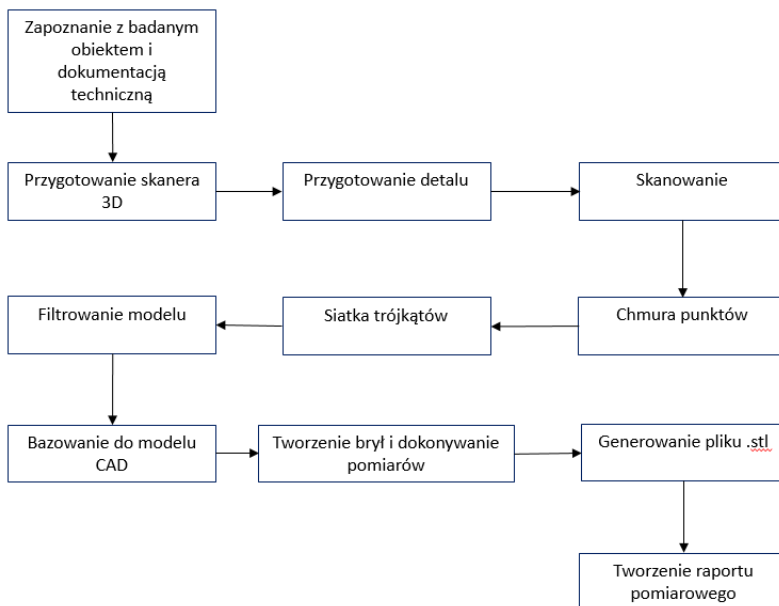 Zapoznanie z badanym
obiektem i
dokumentacją
techniczną
Przygotowanie skanera
3D
Przygotowanie detalu
Skanowanie
Chmura punktów
Siatka trójkątów
Filtrowanie modelu
Bazowanie do modelu
CAD
Tworzenie brył i dokonywanie
pomiarów
Generowanie pliku .stl
Tworzenie raportu
pomiarowego